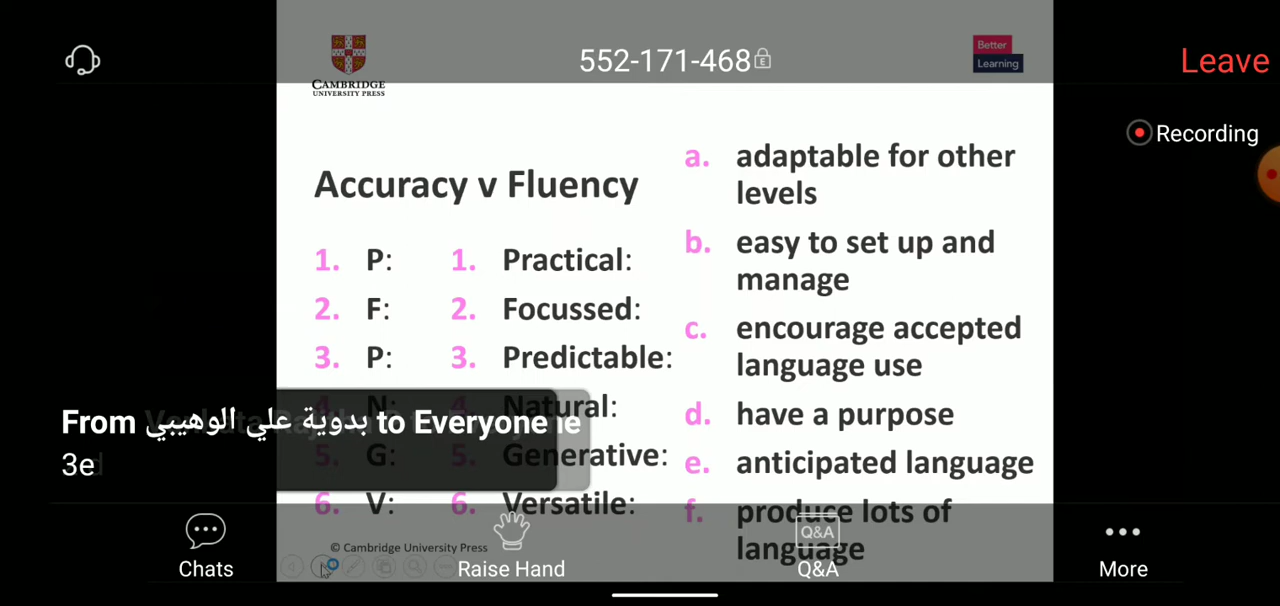 552-171-468
Better
Learning
Leave
CAMBRIDGE
UNIVERSITY PRESS
Recording
Accuracy v Fluency
1. P: 1. Practical:
2. F: 2. Focussed:
3. P: 3. Predictable:
4. N: 4. Natural:
5. G: 5. Generative:
6. V: 6. Versatile:
a. adaptable for other
levels
b. easy to set up and
manage
c. encourage accepted
language use
d. have a purpose
e. anticipated language
f. produce lots of
language
From بدوية علي الوهيبي to Everyone
3e
© Cambridge University Press
Chats
Raise Hand
Q&A
Q&A
More